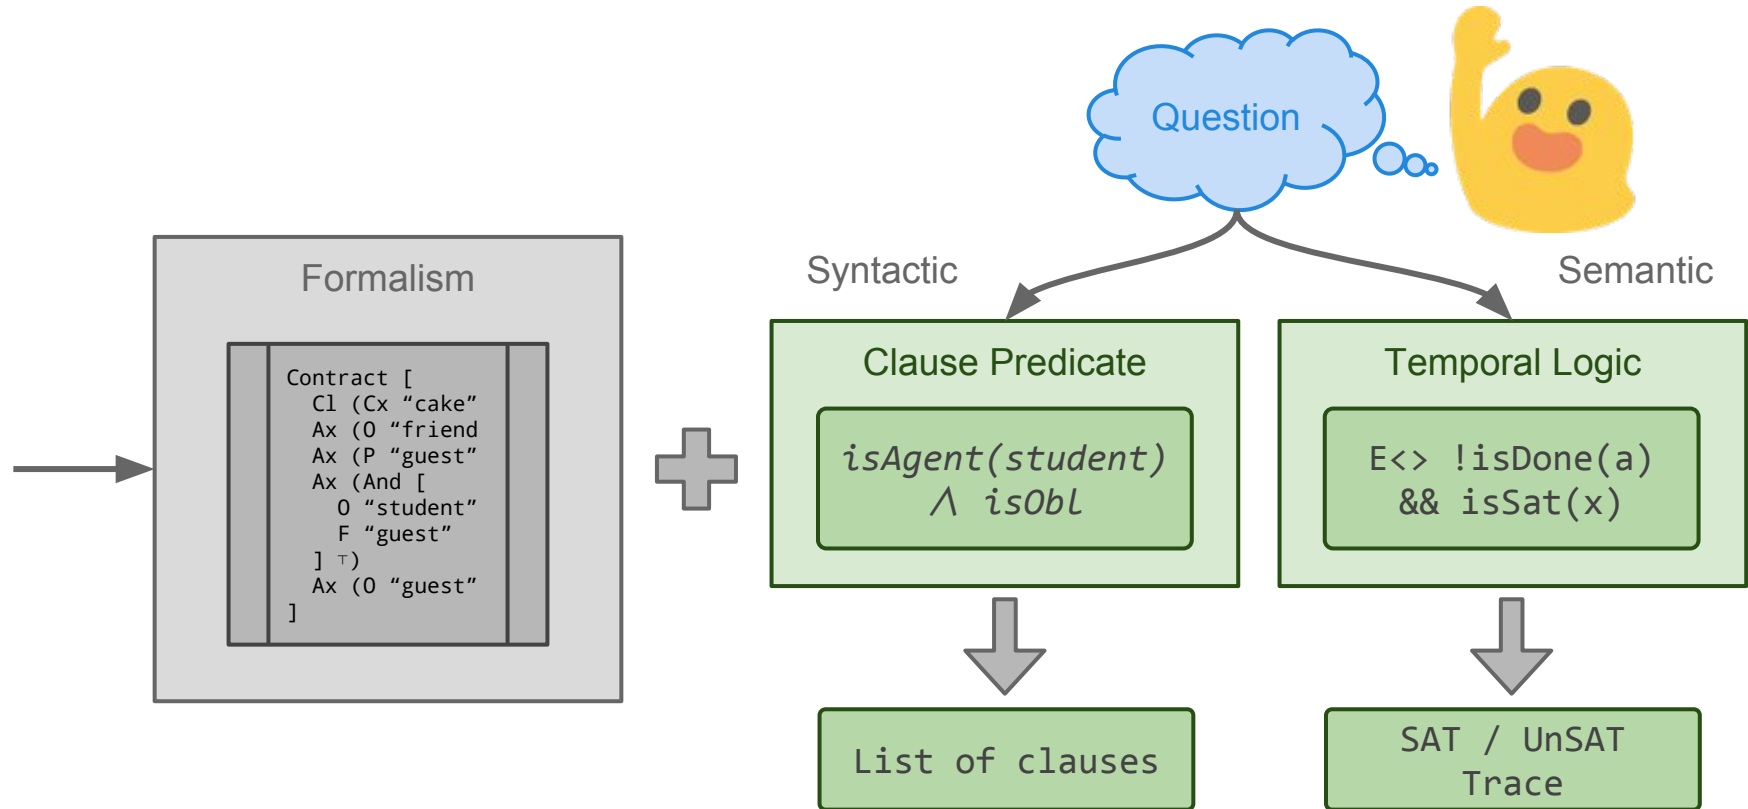 Question
Syntactic
Semantic
Formalism
Contract [
  Cl (Cx “cake”
  Ax (O “friend
  Ax (P “guest”
  Ax (And [
    O “student”
    F “guest”
  ] ⊤)
  Ax (O “guest”
]
Clause Predicate
isAgent(student)
∧ isObl
Temporal Logic
E<> !isDone(a)
&& isSat(x)
List of clauses
SAT / UnSAT
Trace